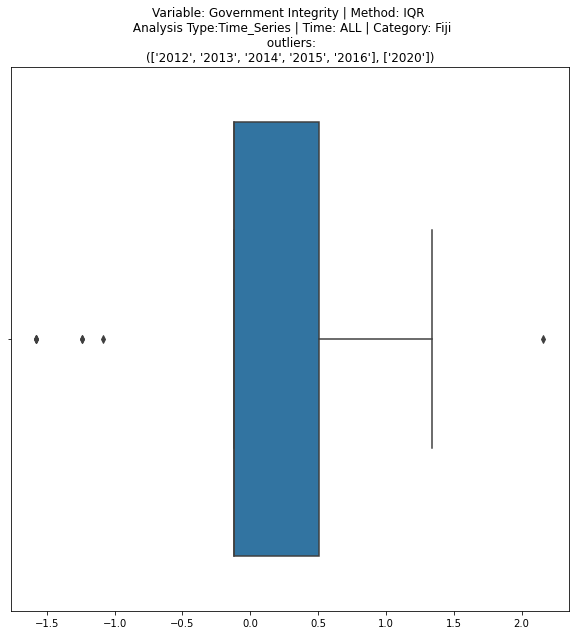 Variable: Government Integrity | Method: IQR
Analysis Type:Time_Series | Time: ALL | Category: Fiji
outliers:
(['2012', '2013', '2014', '2015', '2016'], ['2020'])
−1.5 −1.0 −0.5 0.0 0.5 1.0 1.5 2.0